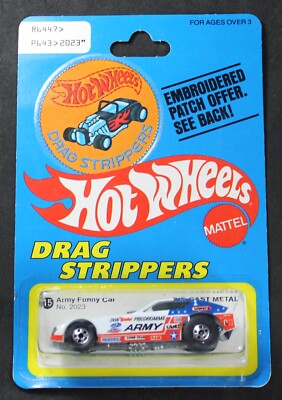 R6447>
P643>2023"
FOR AGES OVER 3
Hot Wheels
DRAG STRIPPERS
EMBROIDERED
PATCH OFFER.
SEE BACK!
Hot Wheels
MATTEL
DRAG
STRIPPERS
15 Army Funny Car
No. 2023
DIE-CAST METAL
ARMY